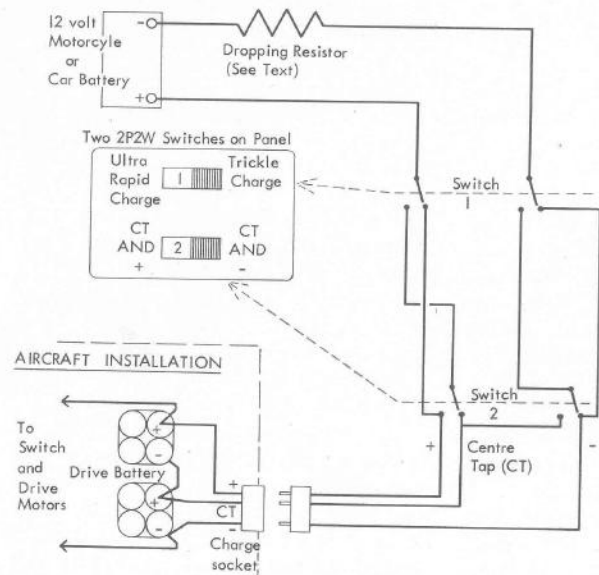 12 volt
Motorcyle
or
Car Battery
-
+
Dropping Resistor
(See Text)
Two 2P2W Switches on Panel
Ultra
Rapid
Charge
1
Trickle
Charge
CT
AND
+
2
CT
AND
-
Switch
1
Switch
2
+
Centre
Tap (CT)
-
AIRCRAFT INSTALLATION
To
Switch
and
Drive
Motors
+
-
Drive Battery
+
-
+
CT
-
Charge
socket